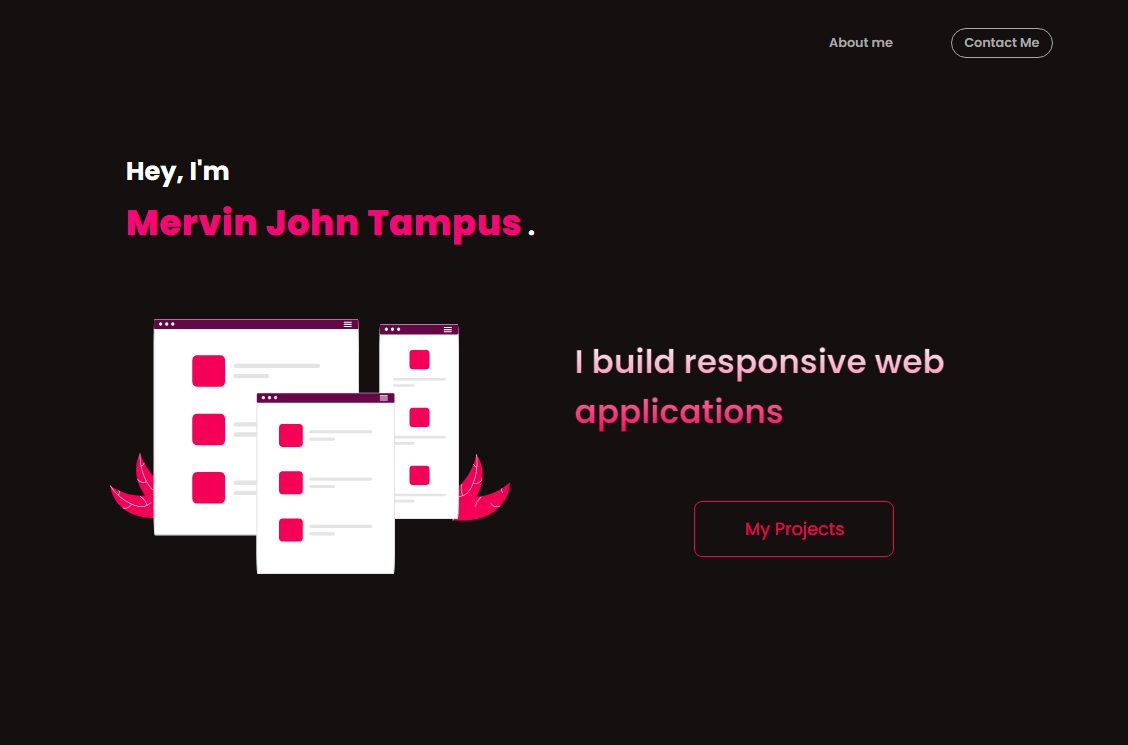 About me
Contact Me
Hey, I'm
Mervin John Tampus .
I build responsive web
applications
My Projects